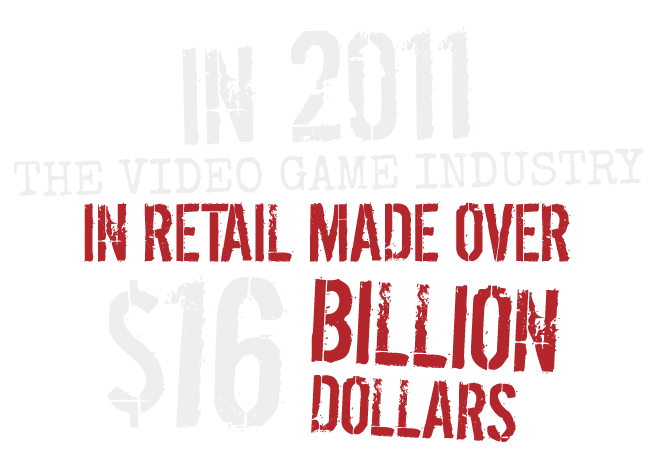 IN 2011
THE VIDEO GAME INDUSTRY
IN RETAIL MADE OVER
$16 BILLION
DOLLARS